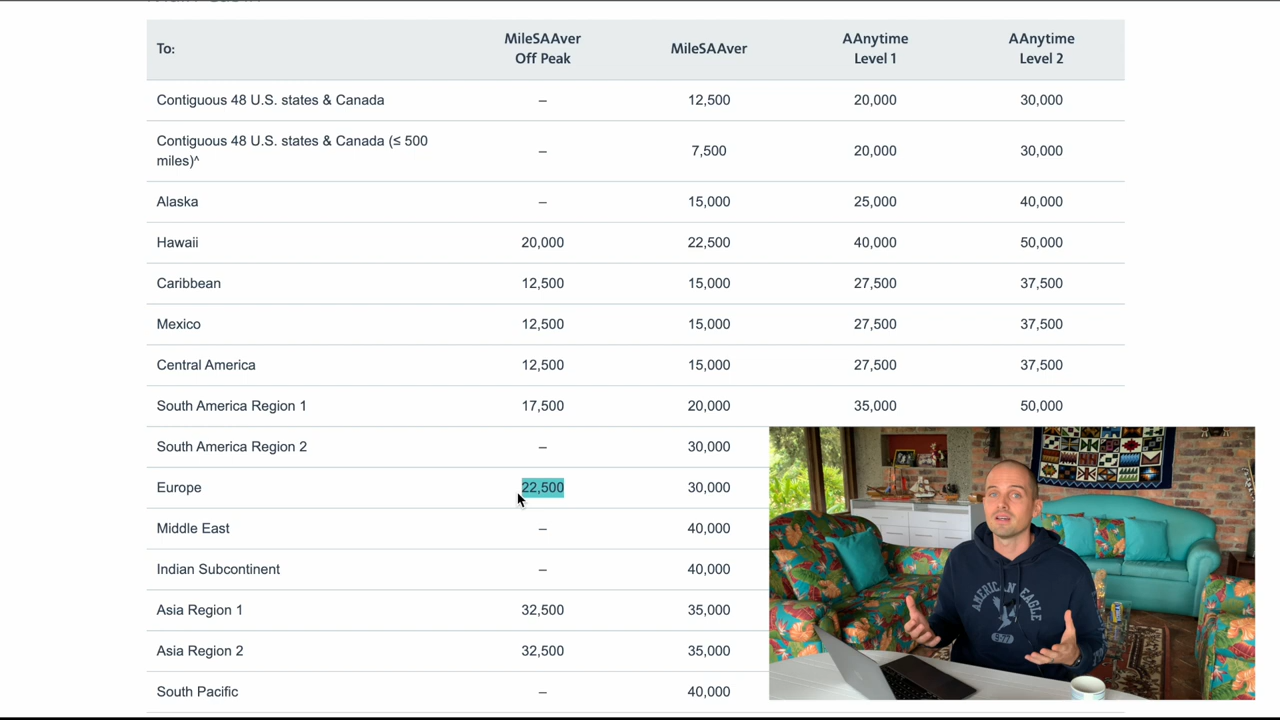 To: MileSAAver Off Peak MileSAAver AAnytime Level 1 AAnytime Level 2
Contiguous 48 U.S. states & Canada – 12,500 20,000 30,000
Contiguous 48 U.S. states & Canada (≤ 500 miles)^ – 7,500 20,000 30,000
Alaska – 15,000 25,000 40,000
Hawaii 20,000 22,500 40,000 50,000
Caribbean 12,500 15,000 27,500 37,500
Mexico 12,500 15,000 27,500 37,500
Central America 12,500 15,000 27,500 37,500
South America Region 1 17,500 20,000 35,000 50,000
South America Region 2 – 30,000
Europe 22,500 30,000
Middle East – 40,000
Indian Subcontinent – 40,000
Asia Region 1 32,500 35,000
Asia Region 2 32,500 35,000
South Pacific – 40,000
AMERICAN EAGLE
9-77